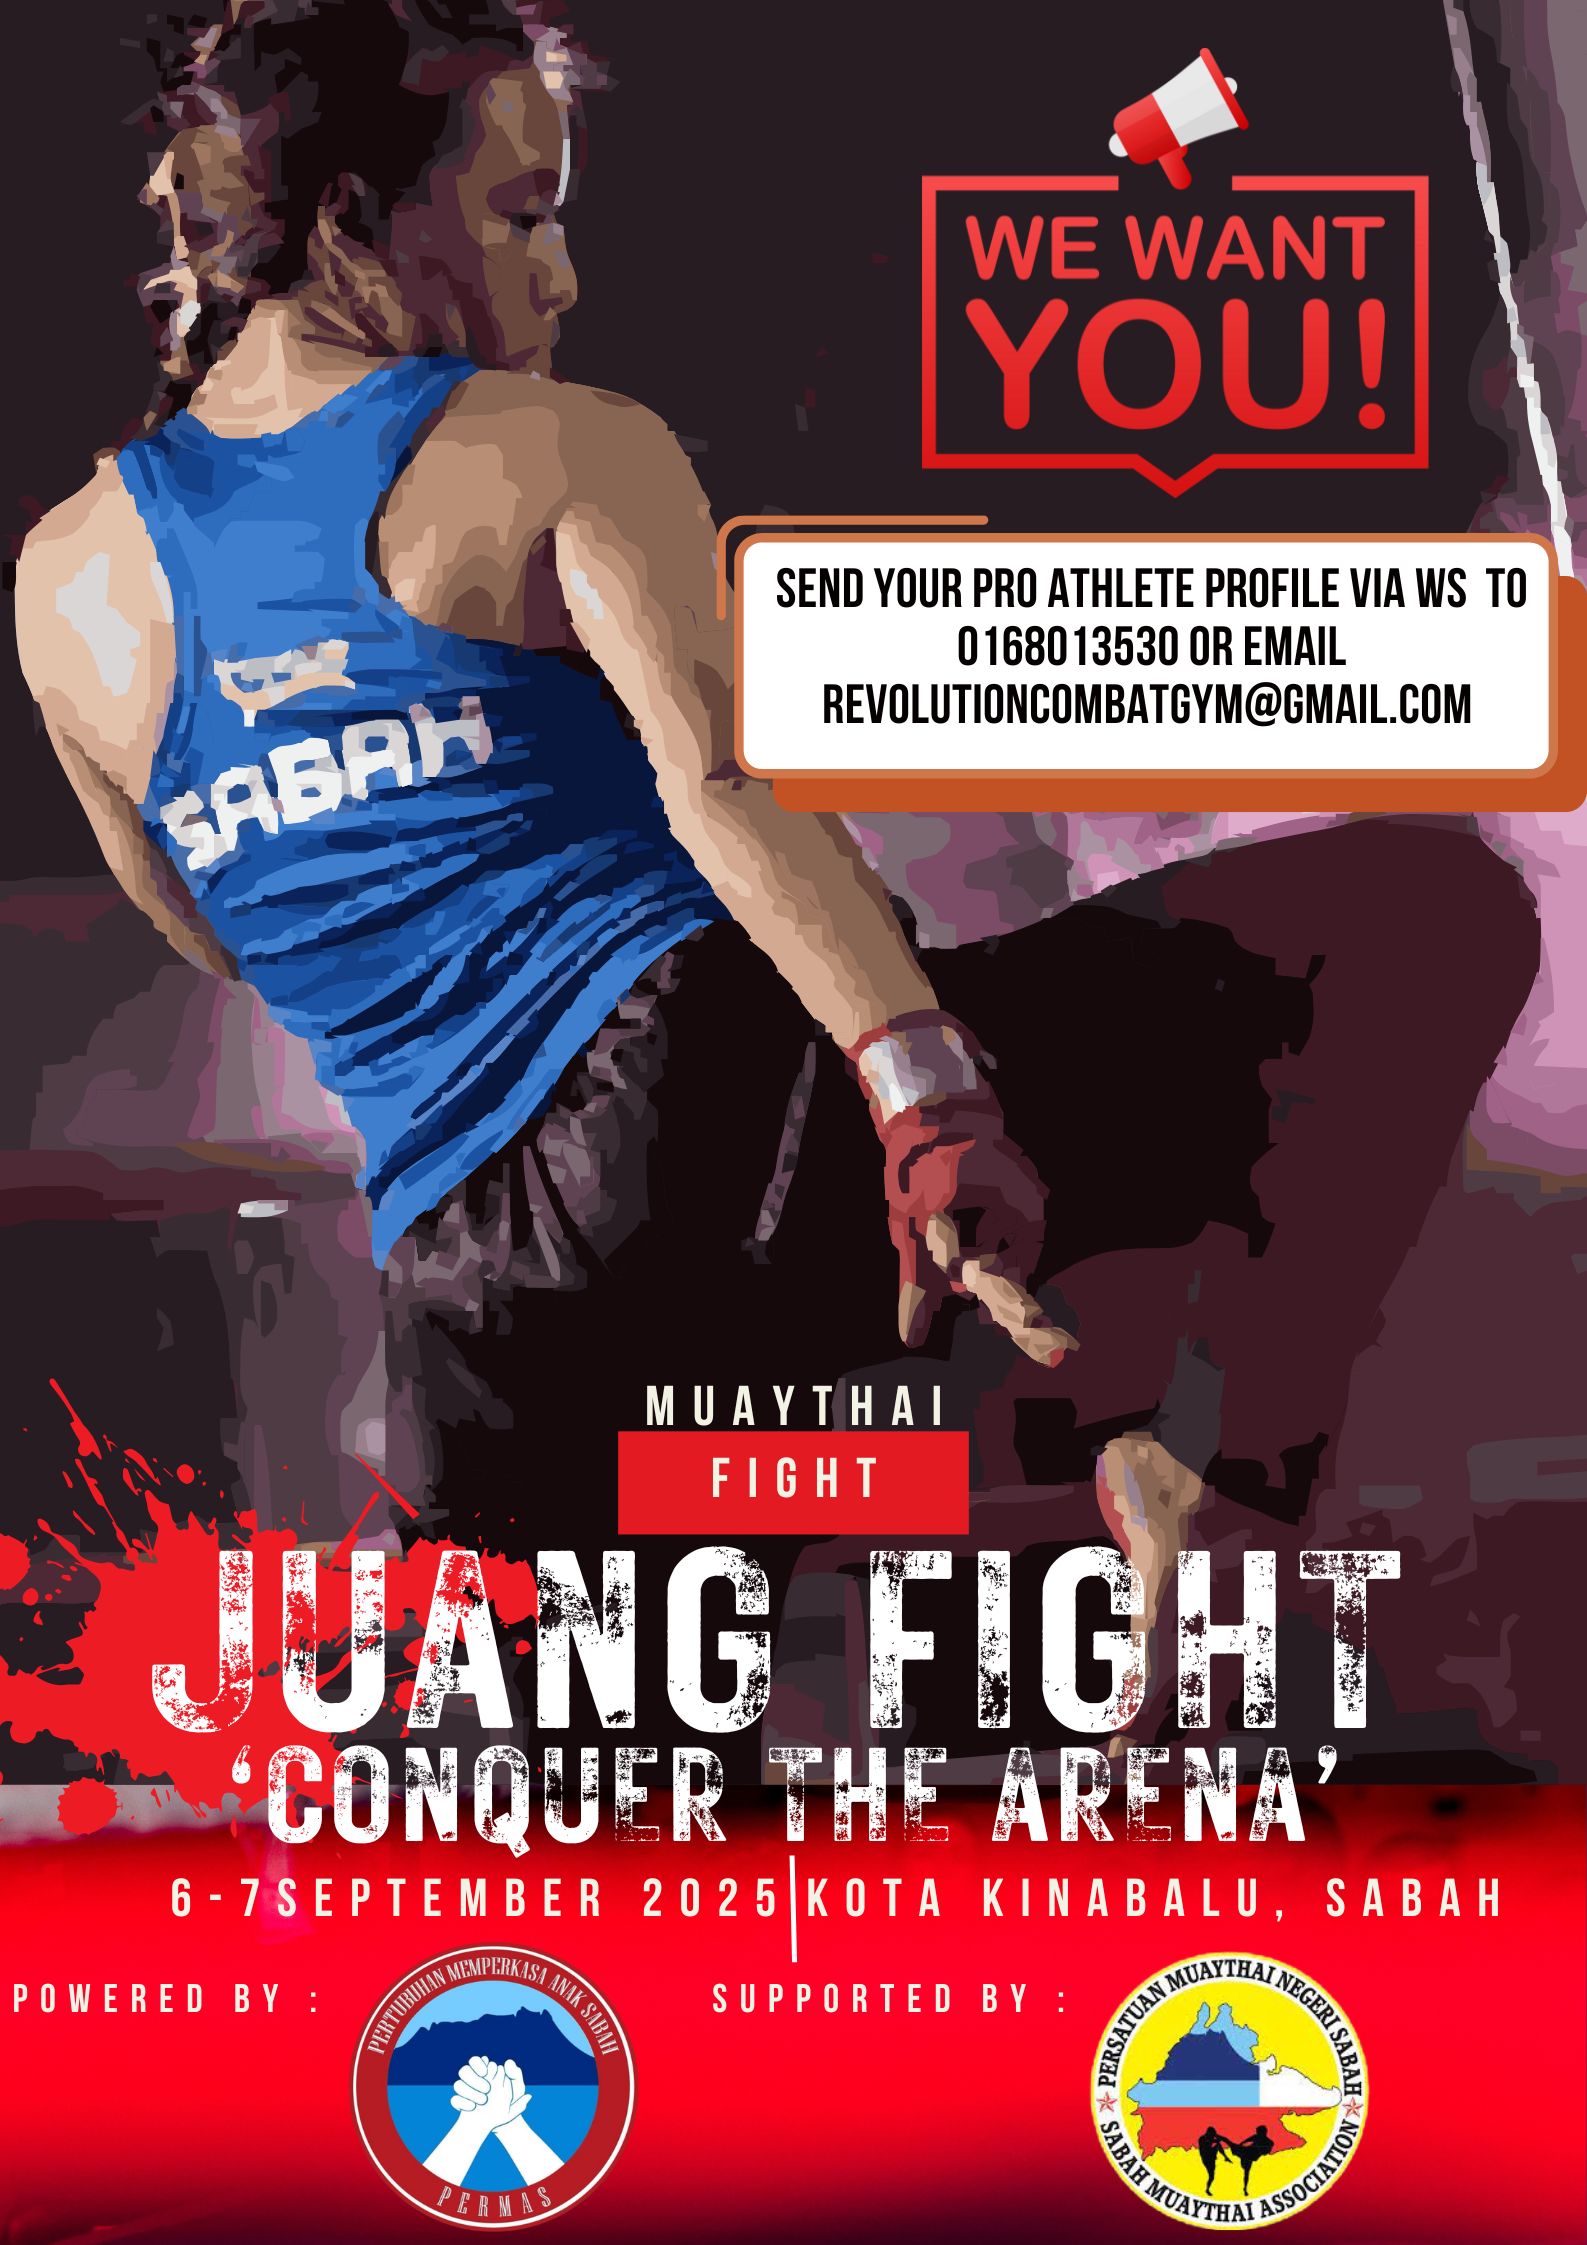 WE WANT
YOU!
SEND YOUR PRO ATHLETE PROFILE VIA WS TO
0168013530 OR EMAIL
REVOLUTIONCOMBATGYM@GMAIL.COM
SABAH
MUAYTHAI
FIGHT
JUANG FIGHT
‘CONQUER THE ARENA’
6-7SEPTEMBER 2025|KOTA KINABALU, SABAH
POWERED BY :
PERTUBUHAN MEMPERKASA ANAK SABAH
PERMAS
SUPPORTED BY :
PERSATUAN MUAYTHAI NEGERI SABAH
SABAH MUAYTHAI ASSOCIATION